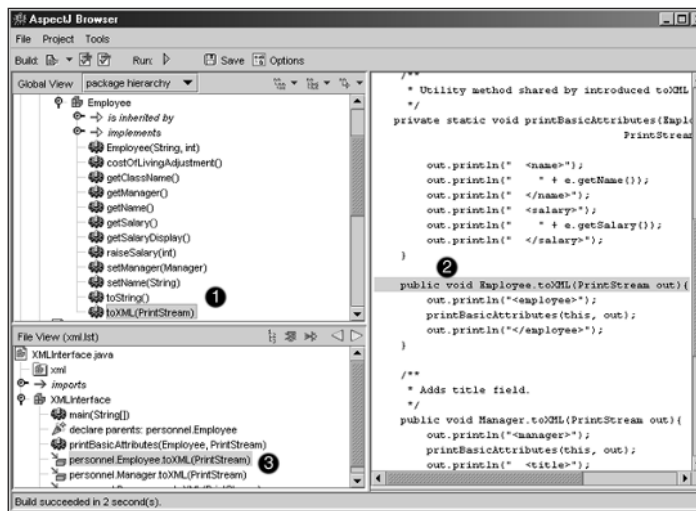 AspectJ Browser
File Project Tools
Build: Run: Save Options
Global View package hierarchy
Employee
is inherited by
implements
Employee(String, int)
costOfLivingAdjustment()
getClassName()
getManager()
getName()
getSalary()
getSalaryDisplay()
raiseSalary(int)
setManager(Manager)
setName(String)
toString()
1
toXML(PrintStream)
File View (xml.lst)
XMLInterface.java
xml
imports
XMLInterface
main(String[])
declare parents: personnel.Employee
printBasicAttributes(Employee, PrintStream)
personnel.Employee.toXML(PrintStream)
3
personnel.Manager.toXML(PrintStream)
/**
* Utility method shared by introduced toXML
*/
private static void printBasicAttributes(Emplo
PrintStream
out.println("  <name>");
out.println("    " + e.getName());
out.println("  </name>");
out.println("  <salary>");
out.println("    " + e.getSalary());
out.println("  </salary>");
}
2
public void Employee.toXML(PrintStream out){
out.println("<employee>");
printBasicAttributes(this, out);
out.println("</employee>");
}
/**
* Adds title field.
*/
public void Manager.toXML(PrintStream out){
out.println("<manager>");
printBasicAttributes(this, out);
out.println("  <title>");
Build succeeded in 2 second(s).